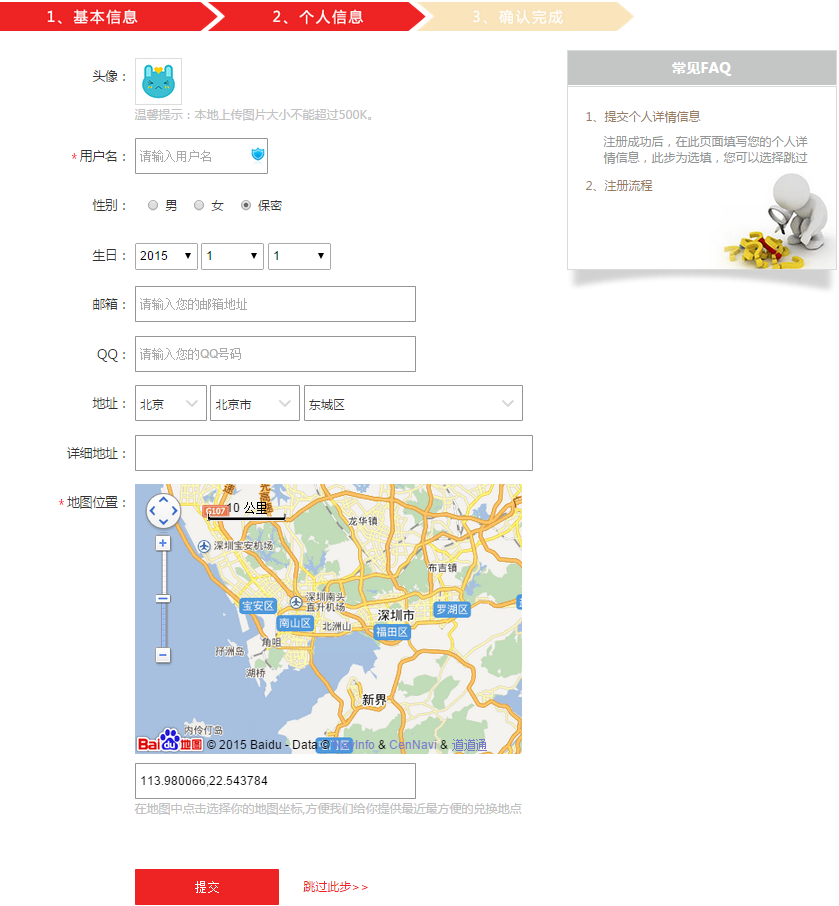 1、基本信息
2、个人信息
3、确认完成
头像：
温馨提示：本地上传图片大小不能超过500K。
*用户名：
请输入用户名
性别：
男 女 保密
生日：
2015 1 1
邮箱：
请输入您的邮箱地址
QQ：
请输入您的QQ号码
地址：
北京 北京市 东城区
详细地址：
*地图位置：
G107
10 公里
龙华镇
深圳宝安机场
布吉镇
深圳南头
直升机场
宝安区
罗湖区
深圳市
南山区
北洲山
福田区
角咀
孖洲岛
湖桥
新界
内伶仃岛
Bai du 地图 © 2015 Baidu - Data © NavInfo & CenNavi & 道道通
113.980066,22.543784
在地图中点击选择你的地图坐标,方便我们给你提供最近最方便的兑换地点
提交
跳过此步>>
常见FAQ
1、提交个人详情信息
注册成功后，在此页面填写您的个人详
情信息，此步为选填，您可以选择跳过
2、注册流程